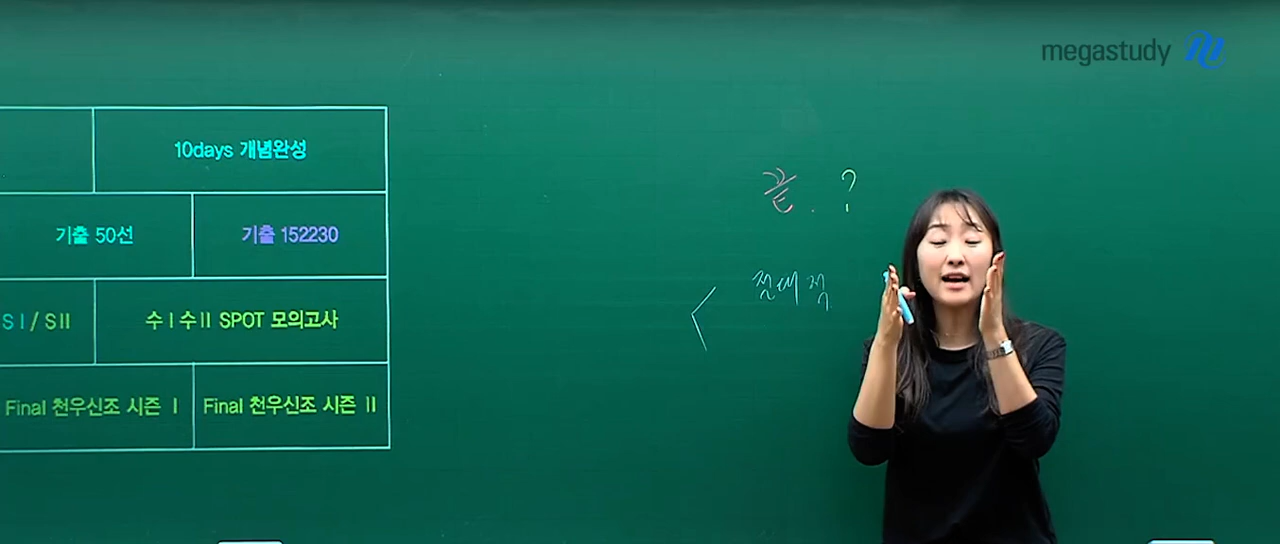 megastudy
10days 개념완성
기출 50선 기출 152230
S I / S II 수 I 수 II SPOT 모의고사
Final 천우신조 시즌 I Final 천우신조 시즌 II
끝. ?
절대적